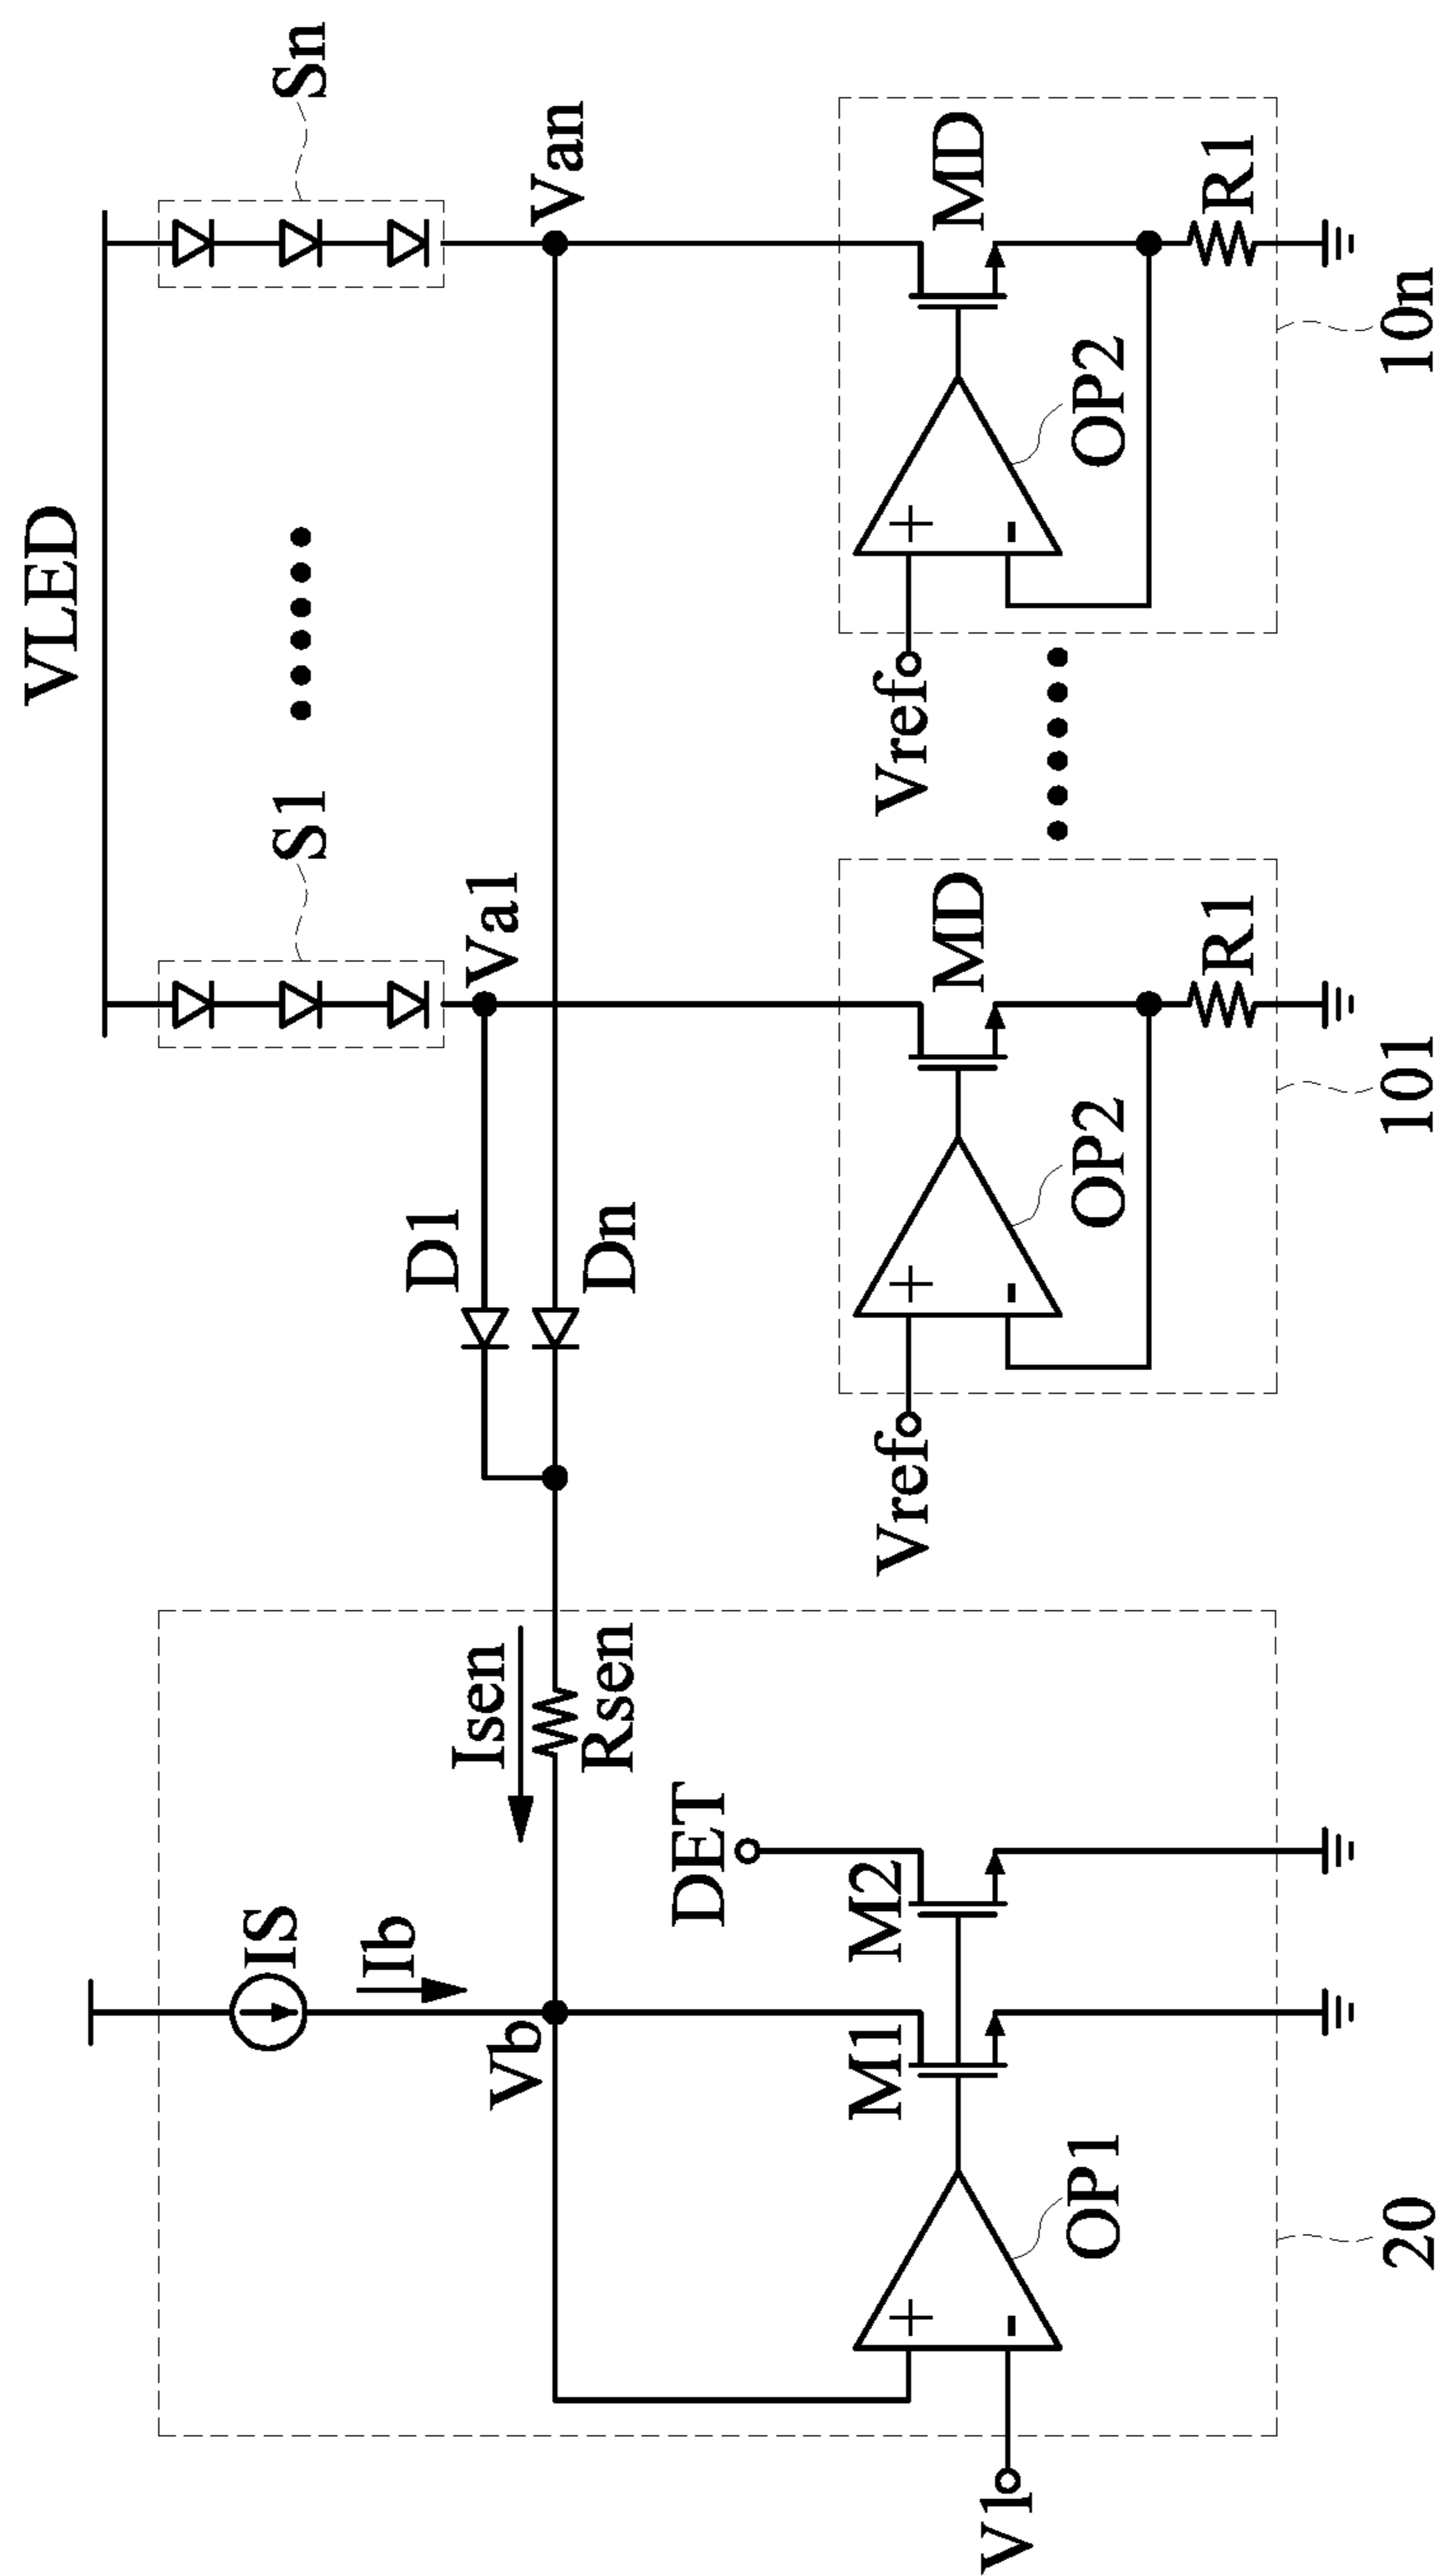 VLED
S1
Sn
Va1
Van
D1
Dn
IS
Ib
Isen
Rsen
Vb
DET
M1
M2
OP1
V1
20
Vref
OP2
MD
R1
101
Vref
OP2
MD
R1
10n
+
-
+
-
+
-